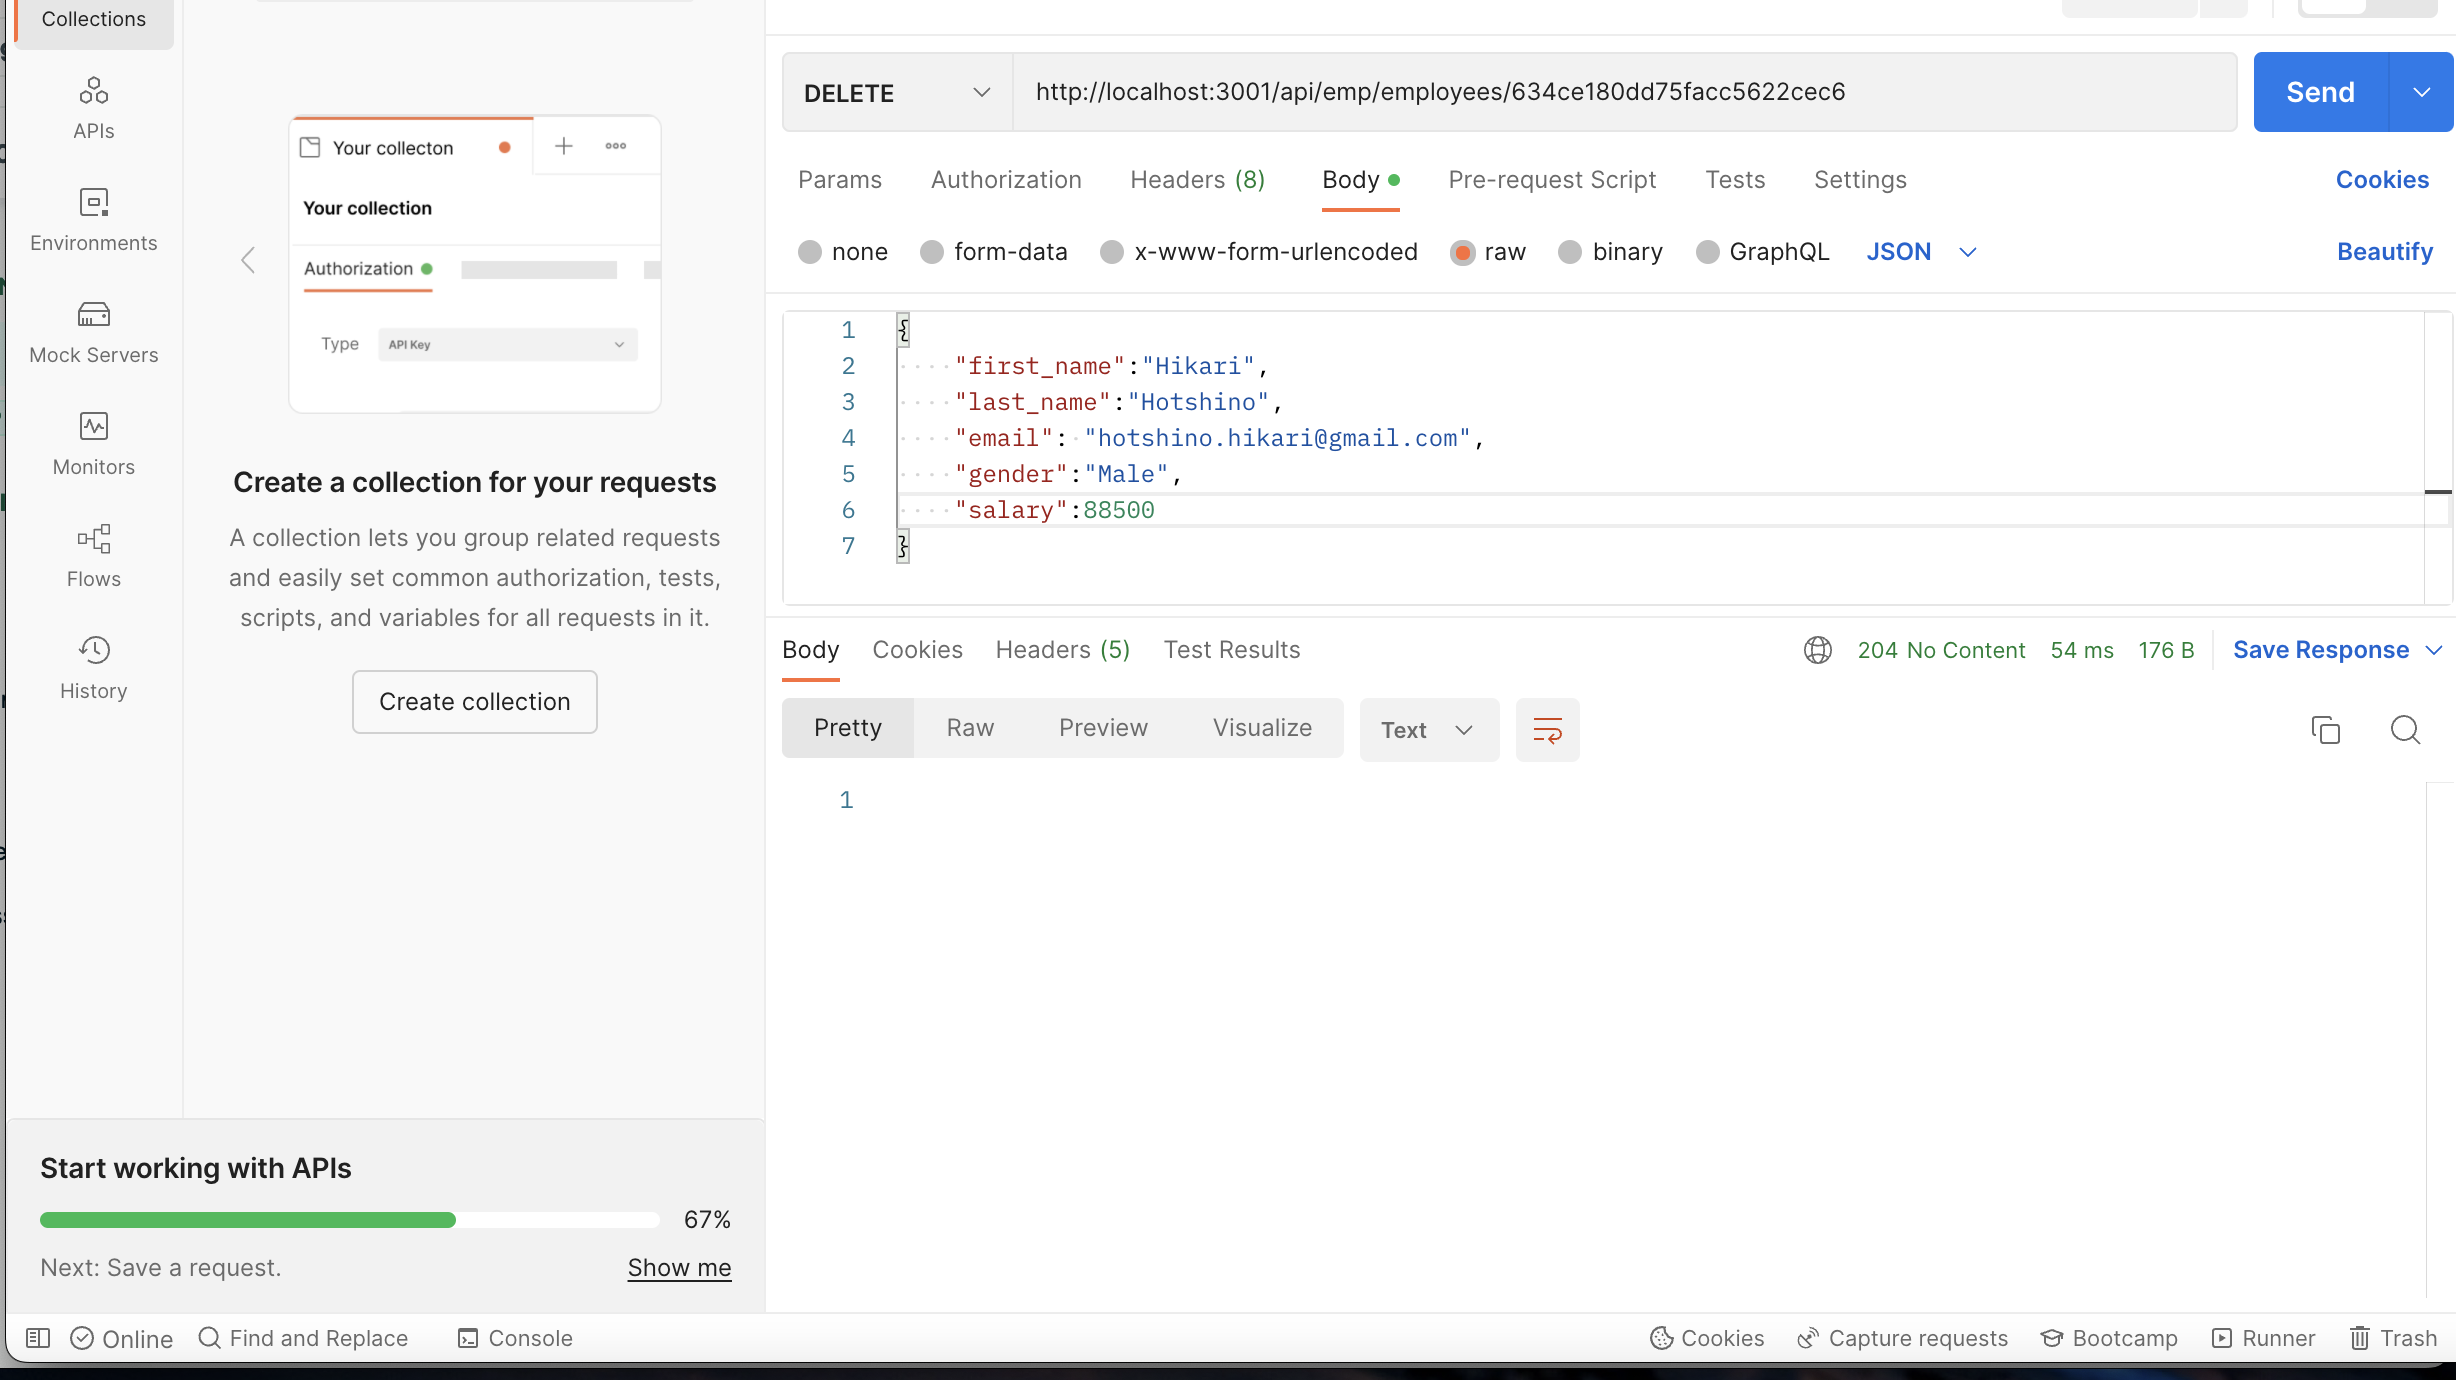 Collections
APIs
Environments
Mock Servers
Monitors
Flows
History
Your collecton
Your collection
Authorization
Type API Key
Create a collection for your requests
A collection lets you group related requests
and easily set common authorization, tests,
scripts, and variables for all requests in it.
Create collection
Start working with APIs
67%
Next: Save a request. Show me
DELETE http://localhost:3001/api/emp/employees/634ce180dd75facc5622cec6 Send
Params Authorization Headers (8) Body Pre-request Script Tests Settings Cookies
none form-data x-www-form-urlencoded raw binary GraphQL JSON Beautify
1 {
2 "first_name":"Hikari",
3 "last_name":"Hotshino",
4 "email": "hotshino.hikari@gmail.com",
5 "gender":"Male",
6 "salary":88500
7 }
Body Cookies Headers (5) Test Results 204 No Content 54 ms 176 B Save Response
Pretty Raw Preview Visualize Text
1
Online Find and Replace Console Cookies Capture requests Bootcamp Runner Trash